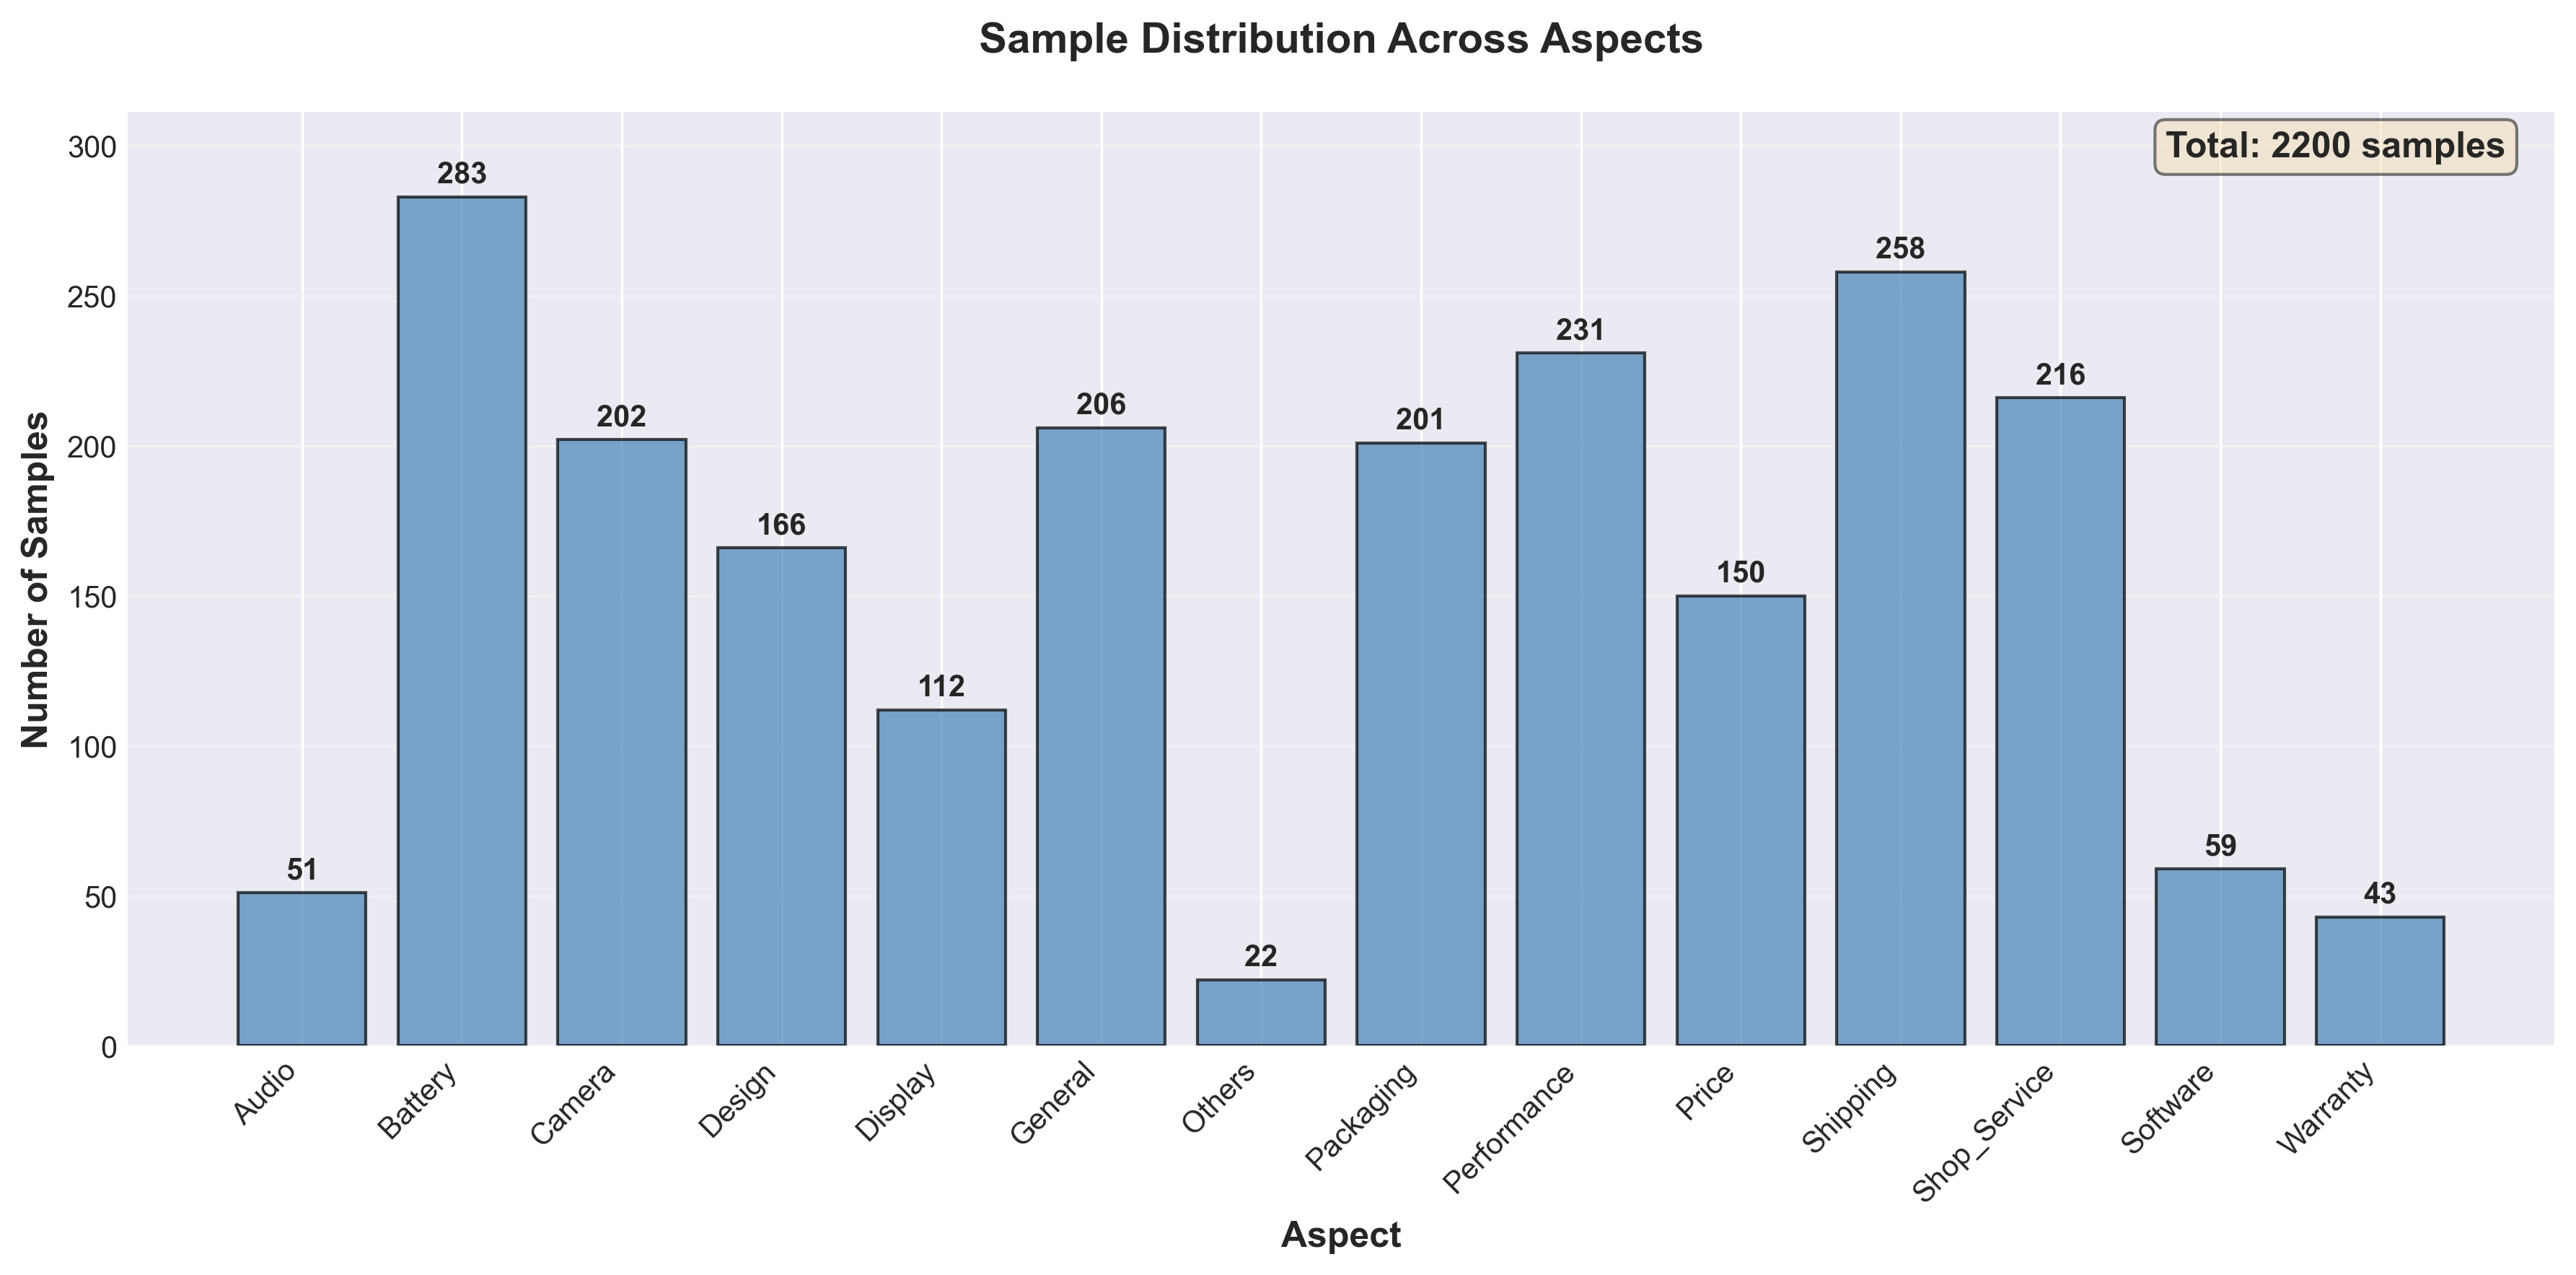 Sample Distribution Across Aspects
Total: 2200 samples
Number of Samples
300
250
200
150
100
50
0
51
283
202
166
112
206
22
201
231
150
258
216
59
43
Audio
Battery
Camera
Design
Display
General
Others
Packaging
Performance
Price
Shipping
Shop_Service
Software
Warranty
Aspect